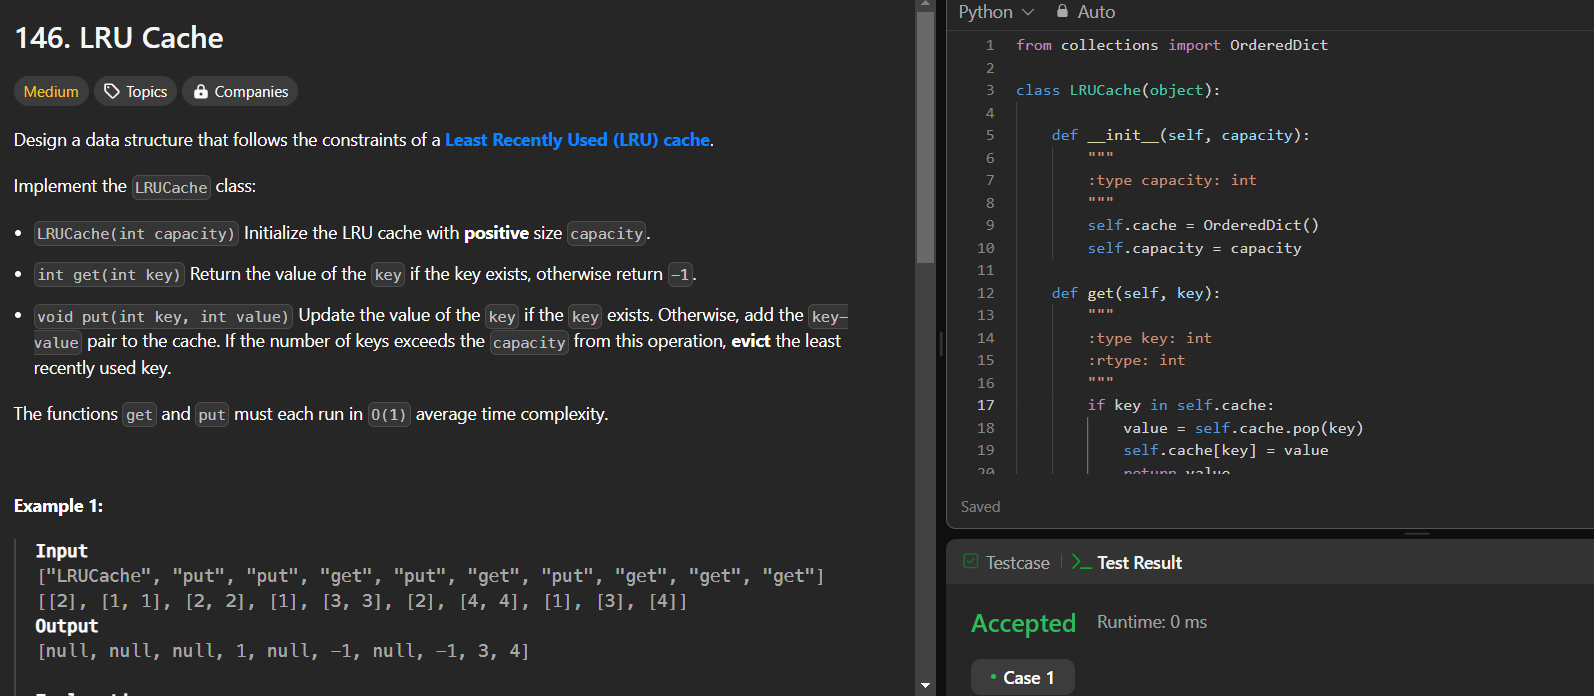 146. LRU Cache
Medium
Topics
Companies
Design a data structure that follows the constraints of a Least Recently Used (LRU) cache.
Implement the LRUCache class:
• LRUCache(int capacity) Initialize the LRU cache with positive size capacity.
• int get(int key) Return the value of the key if the key exists, otherwise return -1.
• void put(int key, int value) Update the value of the key if the key exists. Otherwise, add the key-
value pair to the cache. If the number of keys exceeds the capacity from this operation, evict the least
recently used key.
The functions get and put must each run in O(1) average time complexity.
Example 1:
Input
["LRUCache", "put", "put", "get", "put", "get", "put", "get", "get", "get"]
[[2], [1, 1], [2, 2], [1], [3, 3], [2], [4, 4], [1], [3], [4]]
Output
[null, null, null, 1, null, -1, null, -1, 3, 4]
Python
Auto
1 from collections import OrderedDict
2
3 class LRUCache(object):
4
5 def __init__(self, capacity):
6 """
7 :type capacity: int
8 """
9 self.cache = OrderedDict()
10 self.capacity = capacity
11
12 def get(self, key):
13 """
14 :type key: int
15 :rtype: int
16 """
17 if key in self.cache:
18 value = self.cache.pop(key)
19 self.cache[key] = value
20 return value
Saved
Testcase
Test Result
Accepted
Runtime: 0 ms
• Case 1